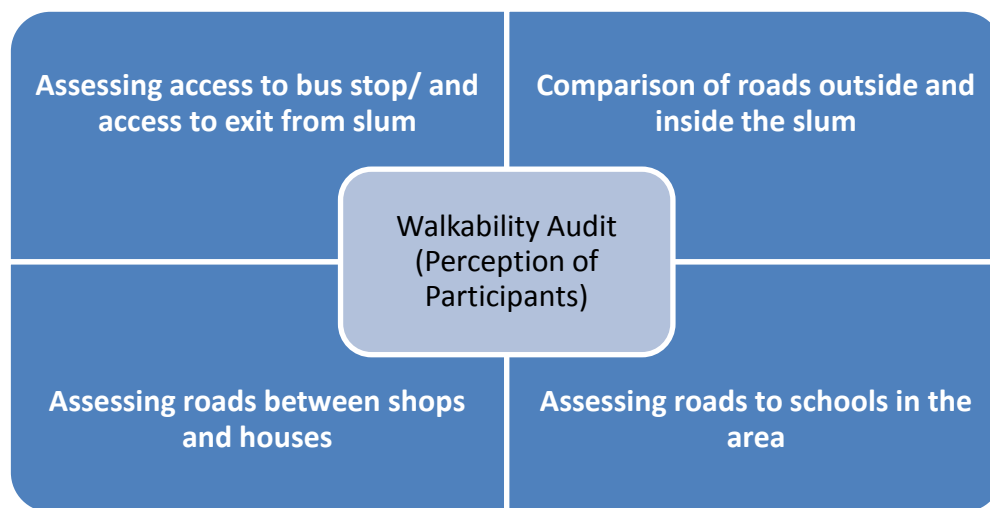 Assessing access to bus stop/ and
access to exit from slum
Comparison of roads outside and
inside the slum
Walkability Audit
(Perception of
Participants)
Assessing roads between shops
and houses
Assessing roads to schools in the
area